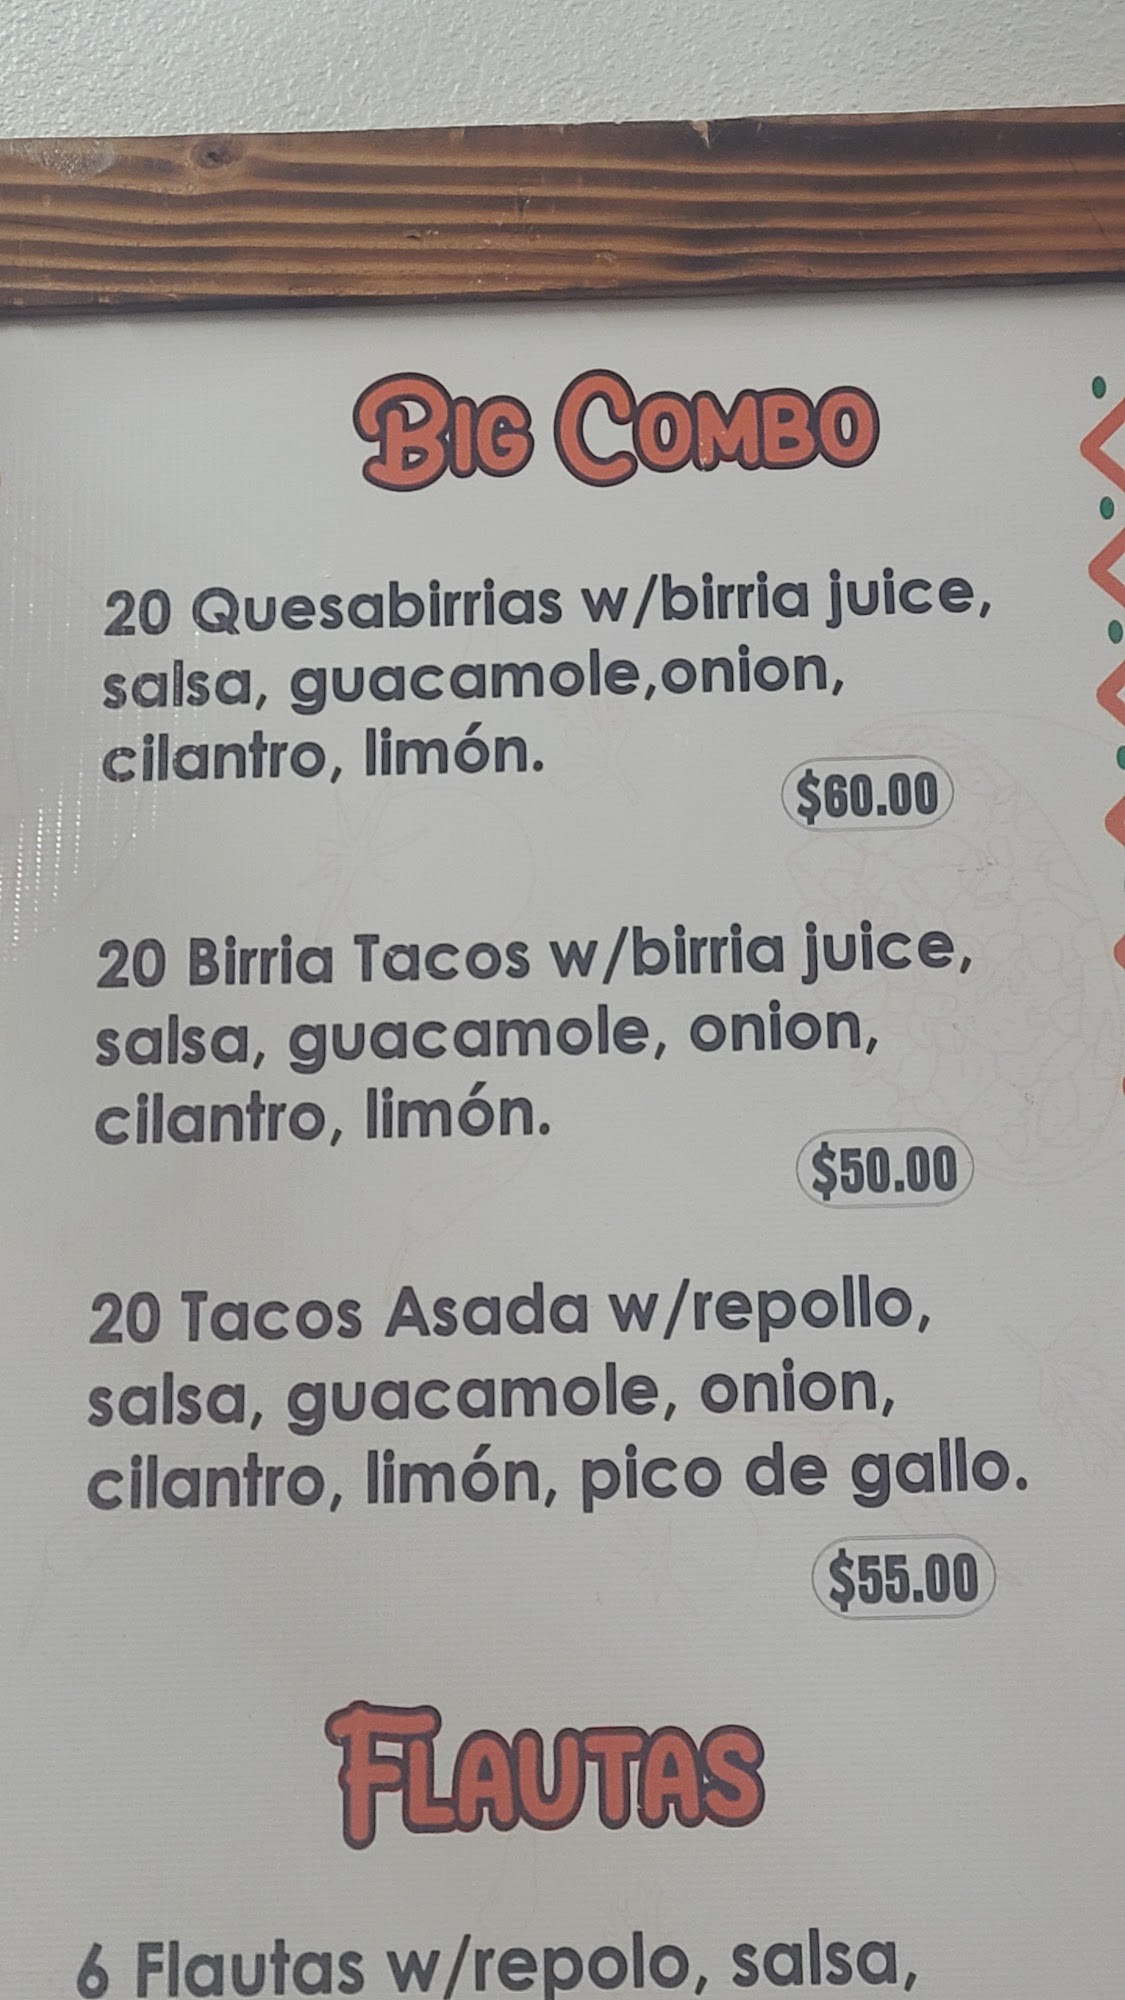 BIG COMBO
20 Quesabirrias w/birria juice,
salsa, guacamole,onion,
cilantro, limón.
$60.00
20 Birria Tacos w/birria juice,
salsa, guacamole, onion,
cilantro, limón.
$50.00
20 Tacos Asada w/repollo,
salsa, guacamole, onion,
cilantro, limón, pico de gallo.
$55.00
FLAUTAS
6 Flautas w/repolo, salsa,